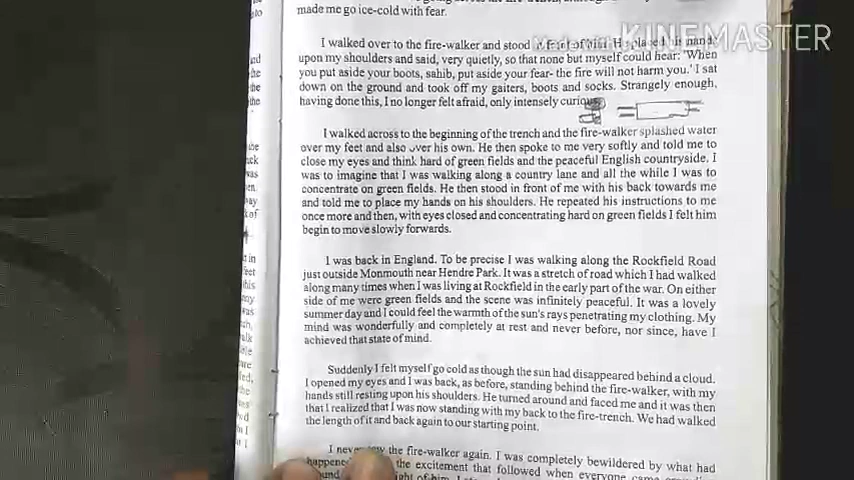 made me go ice-cold with fear.
I walked over to the fire-walker and stood in front of him. He placed his hands
upon my shoulders and said, very quietly, so that none but myself could hear: 'When
you put aside your boots, sahib, put aside your fear- the fire will not harm you.' I sat
down on the ground and took off my gaiters, boots and socks. Strangely enough,
having done this, I no longer felt afraid, only intensely curious.
I walked across to the beginning of the trench and the fire-walker splashed water
over my feet and also over his own. He then spoke to me very softly and told me to
close my eyes and think hard of green fields and the peaceful English countryside. I
was to imagine that I was walking along a country lane and all the while I was to
concentrate on green fields. He then stood in front of me with his back towards me
and told me to place my hands on his shoulders. He repeated his instructions to me
once more and then, with eyes closed and concentrating hard on green fields I felt him
begin to move slowly forwards.
I was back in England. To be precise I was walking along the Rockfield Road
just outside Monmouth near Hendre Park. It was a stretch of road which I had walked
along many times when I was living at Rockfield in the early part of the war. On either
side of me were green fields and the scene was infinitely peaceful. It was a lovely
summer day and I could feel the warmth of the sun's rays penetrating my clothing. My
mind was wonderfully and completely at rest and never before, nor since, have I
achieved that state of mind.
Suddenly I felt myself go cold as though the sun had disappeared behind a cloud.
I opened my eyes and I was back, as before, standing behind the fire-walker, with my
hands still resting upon his shoulders. He turned around and faced me and it was then
that I realized that I was now standing with my back to the fire-trench. We had walked
the length of it and back again to our starting point.
I never saw the fire-walker again. I was completely bewildered by what had
happened the excitement that followed when everyone came
Made with KINEMASTER